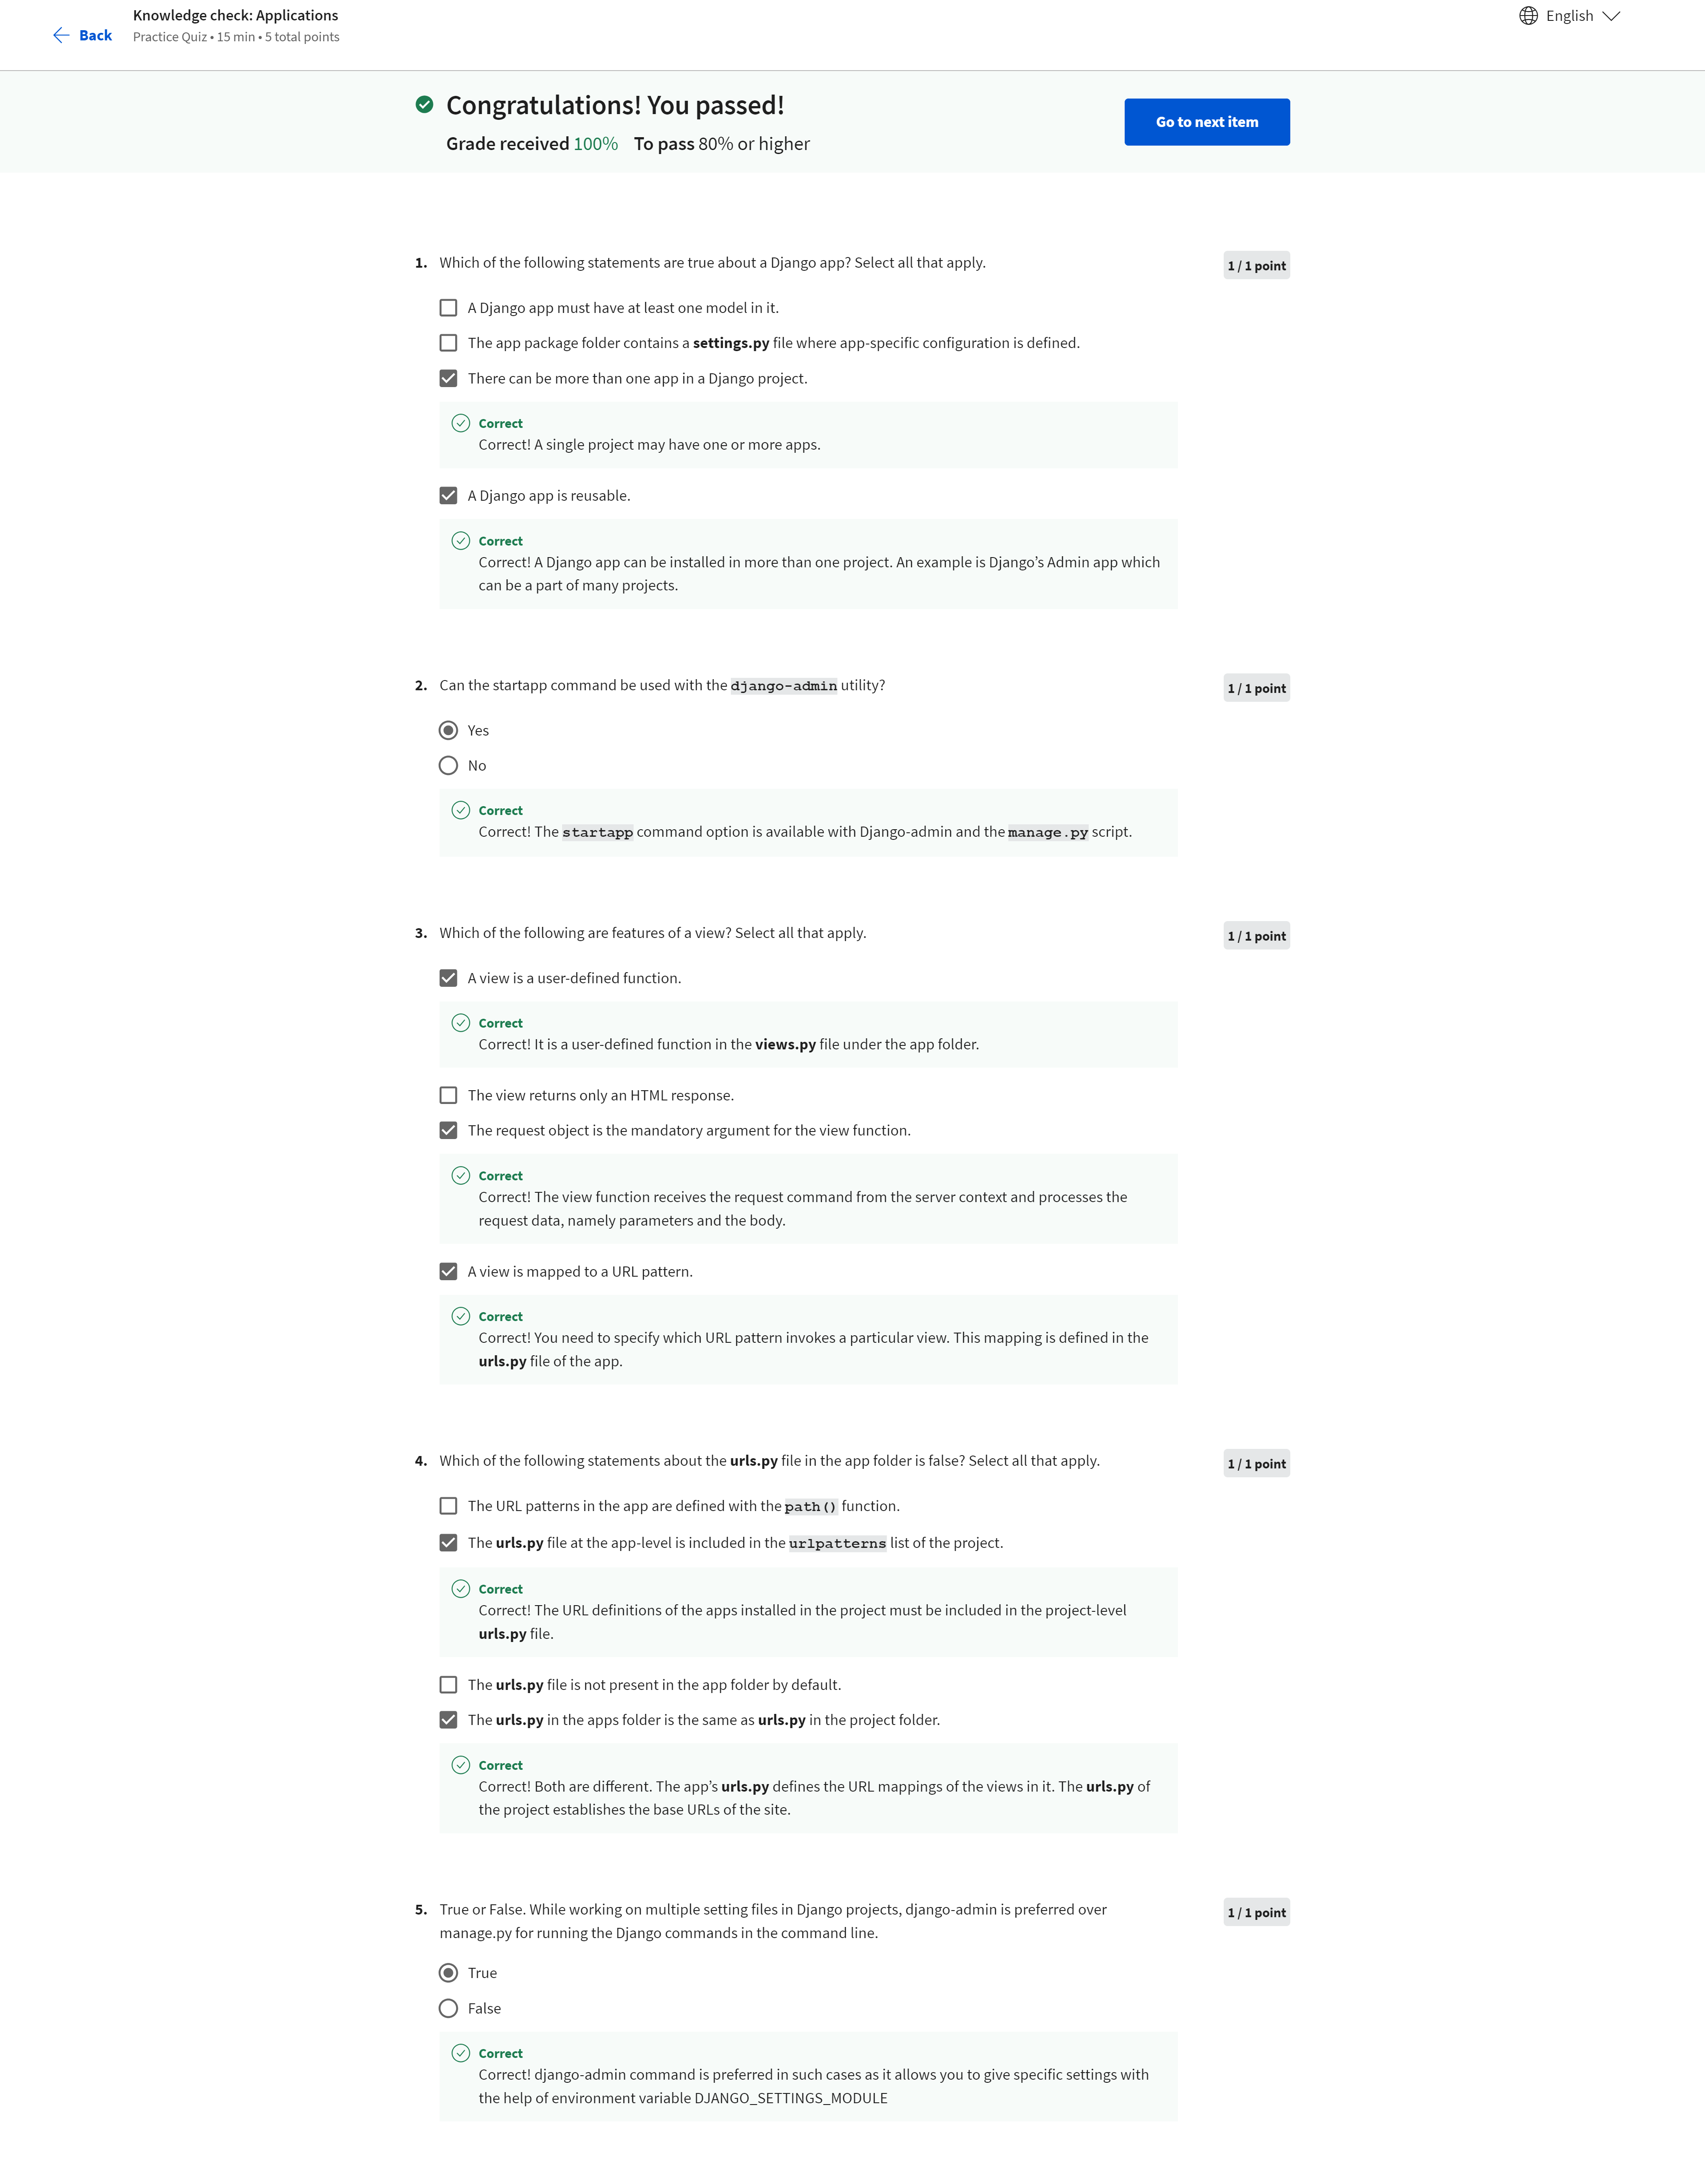 Knowledge check: Applications
Back
Practice Quiz • 15 min • 5 total points
English
Congratulations! You passed!
Grade received 100% To pass 80% or higher
Go to next item
1. Which of the following statements are true about a Django app? Select all that apply.
1 / 1 point
A Django app must have at least one model in it.
The app package folder contains a settings.py file where app-specific configuration is defined.
There can be more than one app in a Django project.
Correct
Correct! A single project may have one or more apps.
A Django app is reusable.
Correct
Correct! A Django app can be installed in more than one project. An example is Django’s Admin app which
can be a part of many projects.
2. Can the startapp command be used with the django-admin utility?
1 / 1 point
Yes
No
Correct
Correct! The startapp command option is available with Django-admin and the manage.py script.
3. Which of the following are features of a view? Select all that apply.
1 / 1 point
A view is a user-defined function.
Correct
Correct! It is a user-defined function in the views.py file under the app folder.
The view returns only an HTML response.
The request object is the mandatory argument for the view function.
Correct
Correct! The view function receives the request command from the server context and processes the
request data, namely parameters and the body.
A view is mapped to a URL pattern.
Correct
Correct! You need to specify which URL pattern invokes a particular view. This mapping is defined in the
urls.py file of the app.
4. Which of the following statements about the urls.py file in the app folder is false? Select all that apply.
1 / 1 point
The URL patterns in the app are defined with the path() function.
The urls.py file at the app-level is included in the urlpatterns list of the project.
Correct
Correct! The URL definitions of the apps installed in the project must be included in the project-level
urls.py file.
The urls.py file is not present in the app folder by default.
The urls.py in the apps folder is the same as urls.py in the project folder.
Correct
Correct! Both are different. The app’s urls.py defines the URL mappings of the views in it. The urls.py of
the project establishes the base URLs of the site.
5. True or False. While working on multiple setting files in Django projects, django-admin is preferred over
manage.py for running the Django commands in the command line.
1 / 1 point
True
False
Correct
Correct! django-admin command is preferred in such cases as it allows you to give specific settings with
the help of environment variable DJANGO_SETTINGS_MODULE